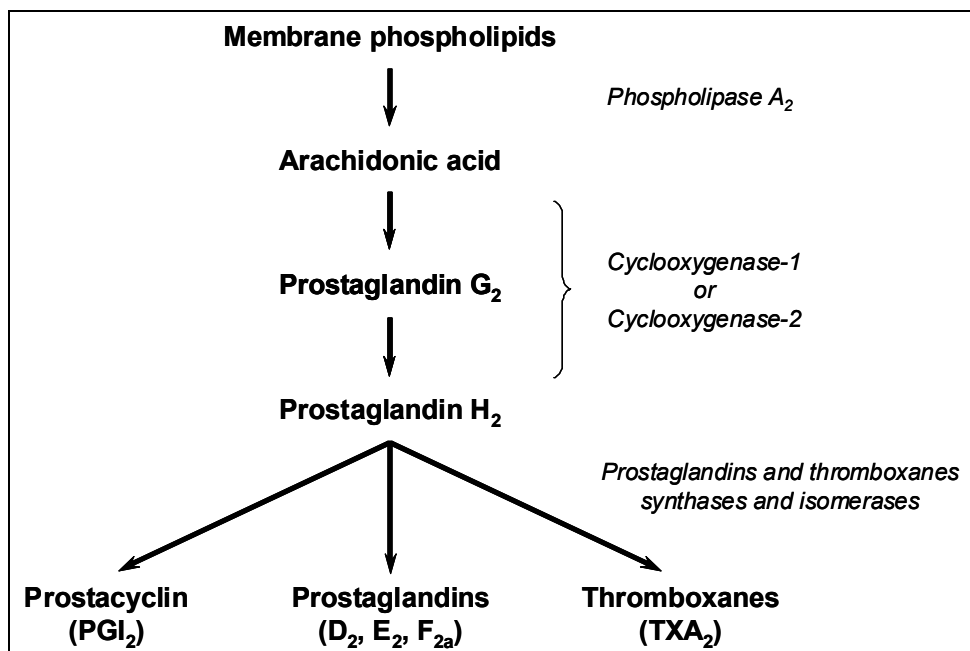 Membrane phospholipids
Phospholipase A₂
Arachidonic acid
Prostaglandin G₂
Cyclooxygenase-1
or
Cyclooxygenase-2
Prostaglandin H₂
Prostaglandins and thromboxanes
synthases and isomerases
Prostacyclin
(PGI₂)
Prostaglandins
(D₂, E₂, F₂ₐ)
Thromboxanes
(TXA₂)